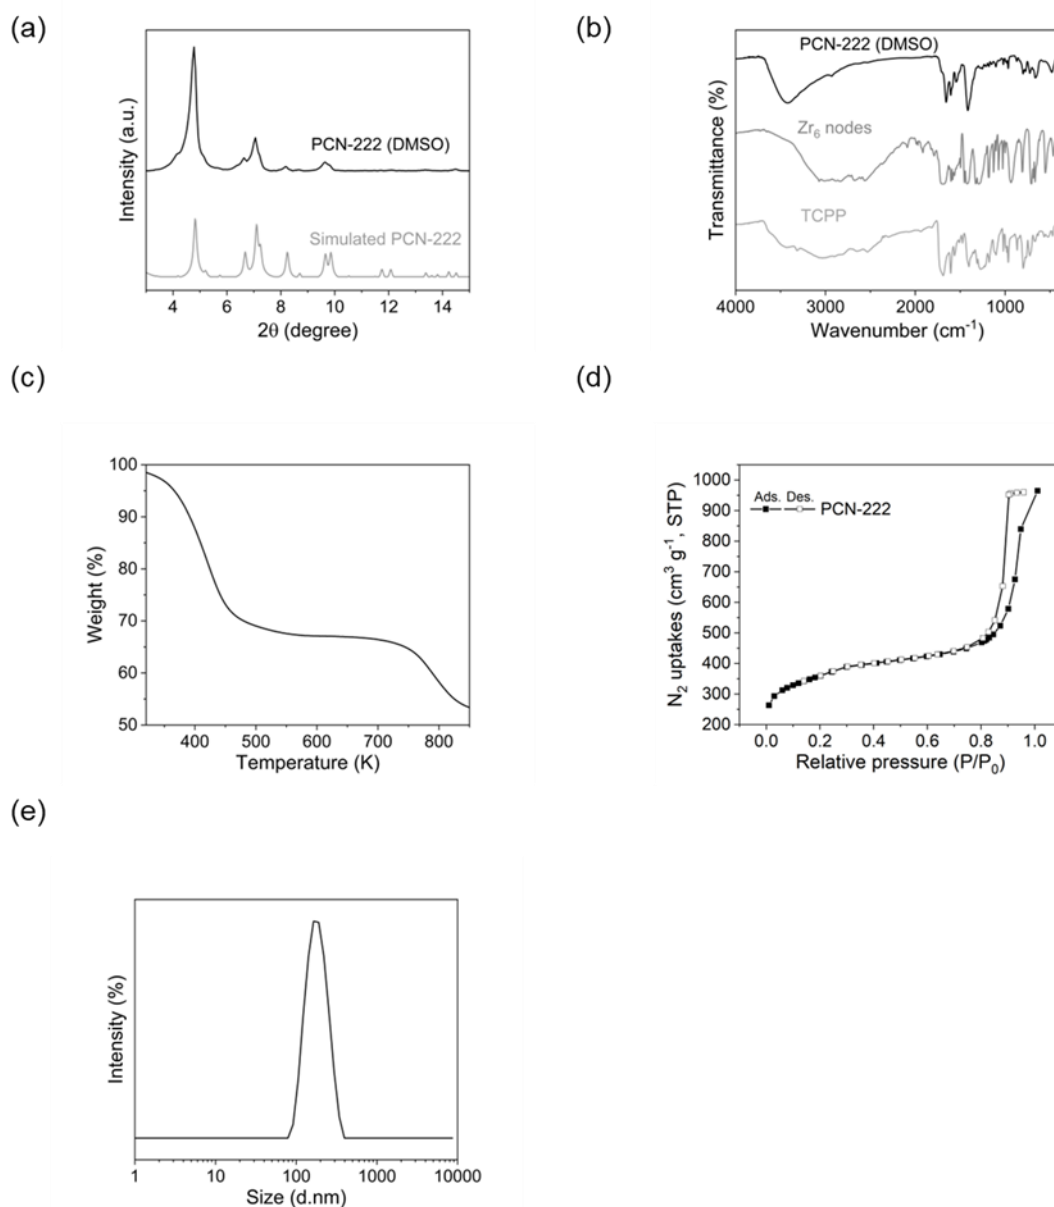 (a)
Intensity (a.u.)
PCN-222 (DMSO)
Simulated PCN-222
4 6 8 10 12 14
2θ (degree)
(b)
Transmittance (%)
PCN-222 (DMSO)
Zr₆ nodes
TCPP
4000 3000 2000 1000
Wavenumber (cm⁻¹)
(c)
Weight (%)
100
90
80
70
60
50
400 500 600 700 800
Temperature (K)
(d)
N₂ uptakes (cm³ g⁻¹, STP)
1000
900
800
700
600
500
400
300
200
Ads. Des.
PCN-222
0.0 0.2 0.4 0.6 0.8 1.0
Relative pressure (P/P₀)
(e)
Intensity (%)
1 10 100 1000 10000
Size (d.nm)